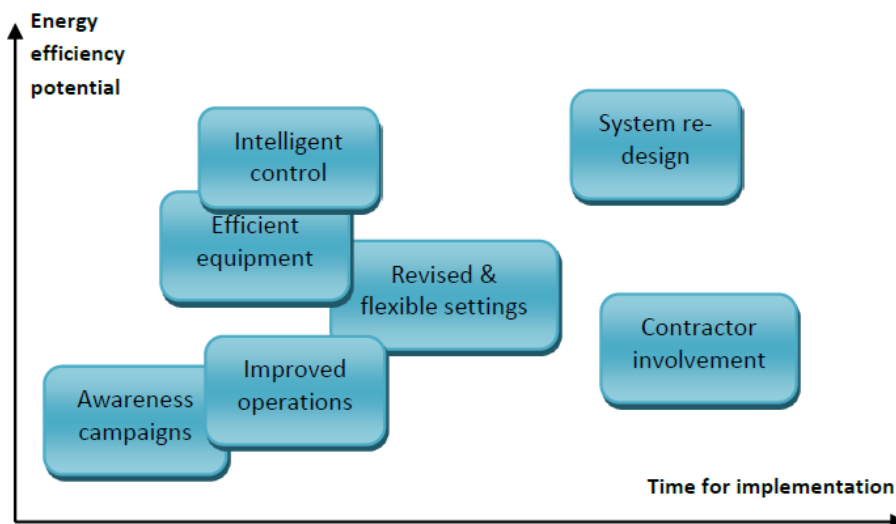 Energy
efficiency
potential
System re-
design
Intelligent
control
Efficient
equipment
Revised &
flexible settings
Contractor
involvement
Improved
operations
Awareness
campaigns
Time for implementation